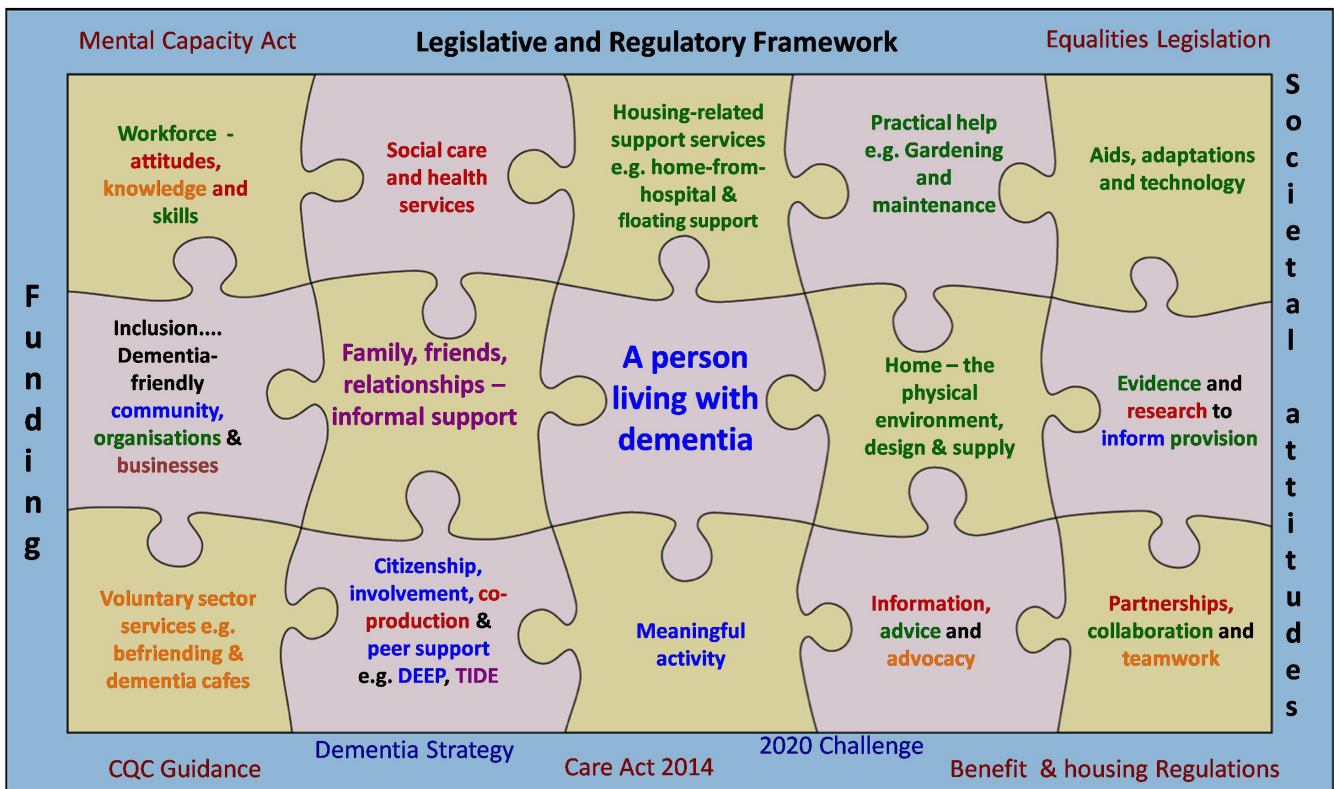 Mental Capacity Act
Legislative and Regulatory Framework
Equalities Legislation
Funding
Societal attitudes
Workforce -
attitudes,
knowledge and
skills
Social care
and health
services
Housing-related
support services
e.g. home-from-
hospital &
floating support
Practical help
e.g. Gardening
and
maintenance
Aids, adaptations
and technology
Inclusion....
Dementia-
friendly
community,
organisations &
businesses
Family, friends,
relationships –
informal support
A person
living with
dementia
Home – the
physical
environment,
design & supply
Evidence and
research to
inform provision
Voluntary sector
services e.g.
befriending &
dementia cafes
Citizenship,
involvement, co-
production &
peer support
e.g. DEEP, TIDE
Meaningful
activity
Information,
advice and
advocacy
Partnerships,
collaboration and
teamwork
Dementia Strategy
2020 Challenge
CQC Guidance
Care Act 2014
Benefit & housing Regulations